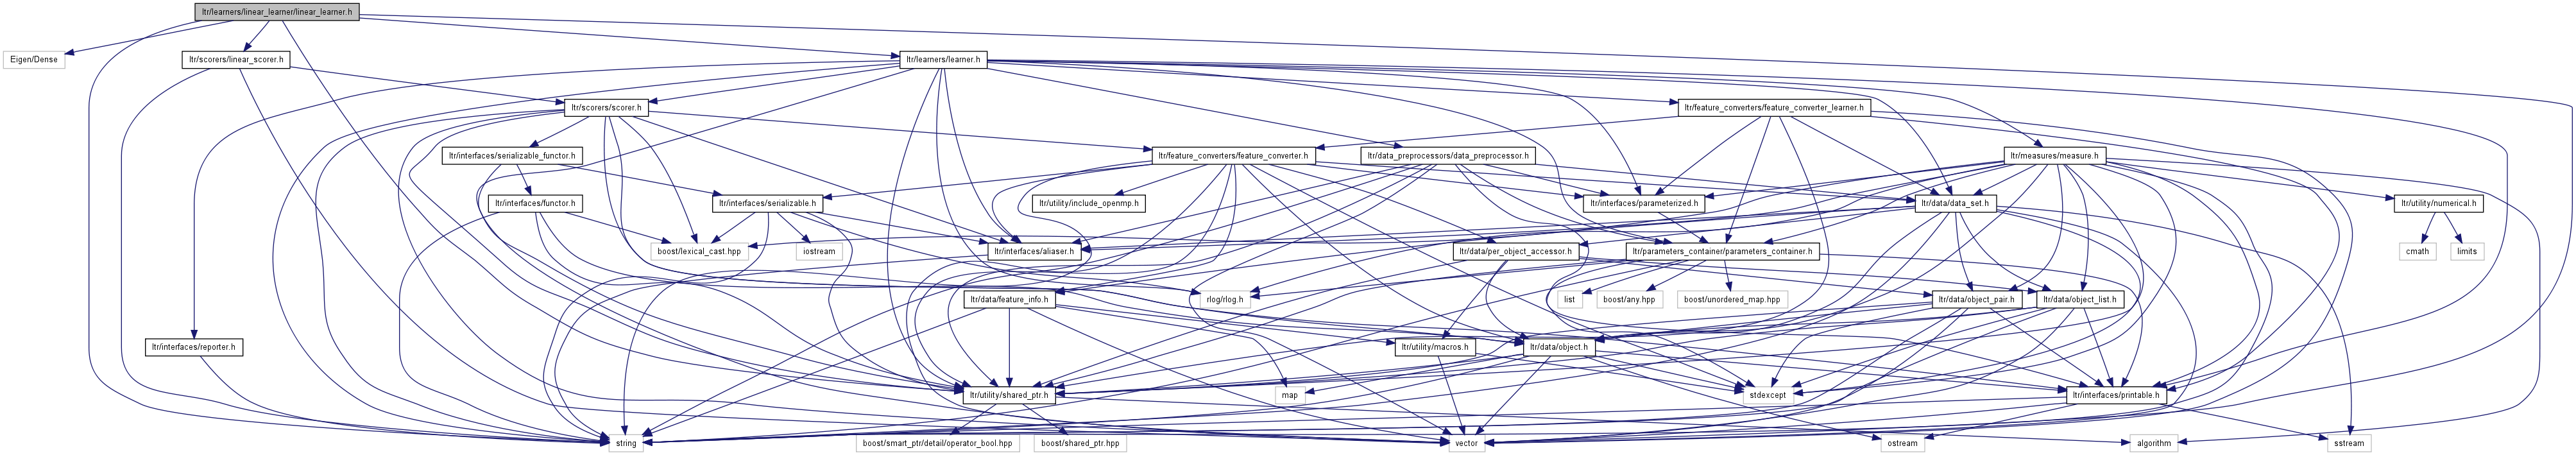 ltr/learners/linear_learner/linear_learner.h
Eigen/Dense
ltr/scorers/linear_scorer.h
ltr/learners/learner.h
ltr/scorers/scorer.h
ltr/feature_converters/feature_converter_learner.h
ltr/interfaces/serializable_functor.h
ltr/feature_converters/feature_converter.h
ltr/data_preprocessors/data_preprocessor.h
ltr/measures/measure.h
ltr/interfaces/functor.h
ltr/interfaces/serializable.h
ltr/utility/include_openmp.h
ltr/interfaces/parameterized.h
ltr/data/data_set.h
ltr/utility/numerical.h
boost/lexical_cast.hpp
iostream
ltr/interfaces/aliaser.h
ltr/data/per_object_accessor.h
ltr/parameters_container/parameters_container.h
cmath
limits
ltr/data/feature_info.h
rlog/rlog.h
list
boost/any.hpp
boost/unordered_map.hpp
ltr/data/object_pair.h
ltr/data/object_list.h
ltr/interfaces/reporter.h
ltr/utility/macros.h
ltr/data/object.h
ltr/utility/shared_ptr.h
map
stdexcept
ltr/interfaces/printable.h
string
boost/smart_ptr/detail/operator_bool.hpp
boost/shared_ptr.hpp
vector
ostream
algorithm
sstream